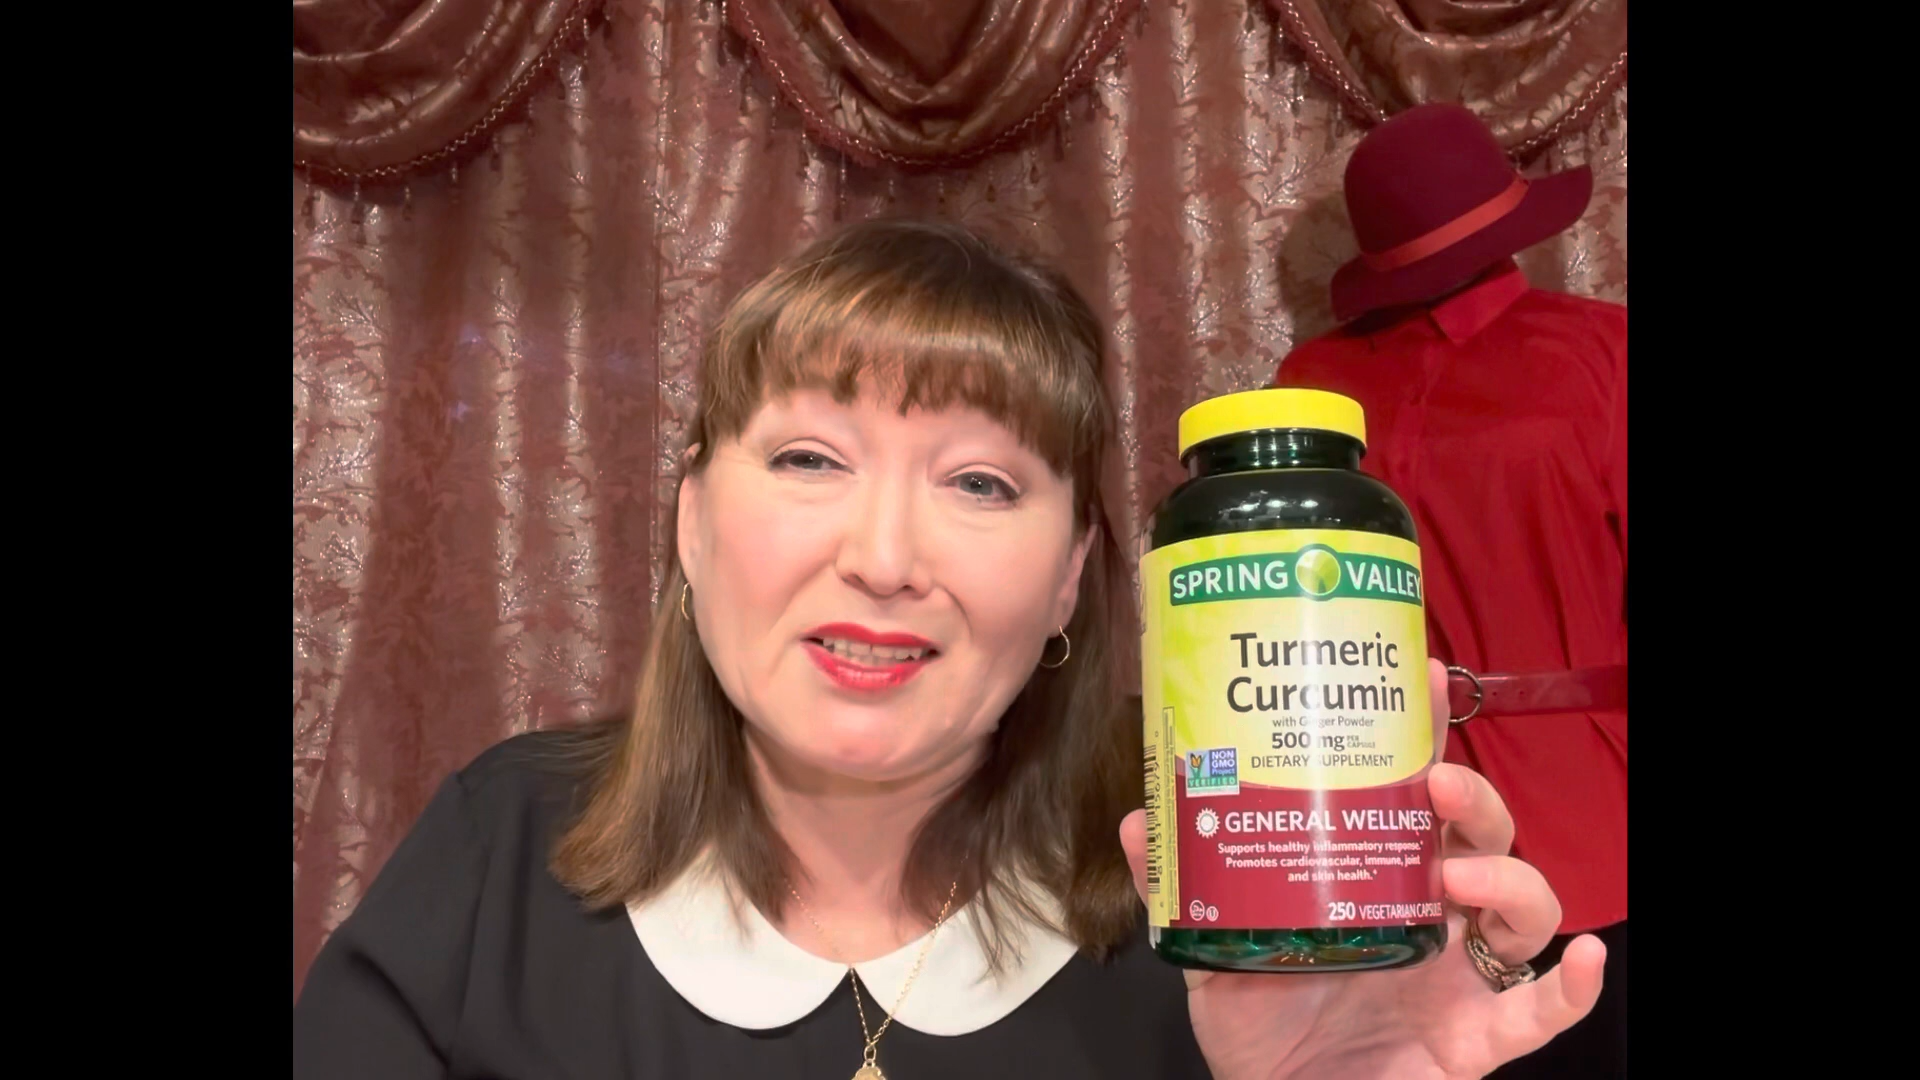 SPRING VALLEY
Turmeric
Curcumin
with Ginger Powder
500 mg PER CAPSULE
DIETARY SUPPLEMENT
NON
GMO
Project
VERIFIED
GENERAL WELLNESS*
Supports healthy inflammatory response.*
Promotes cardiovascular, immune, joint
and skin health.*
250 VEGETARIAN CAPSULES